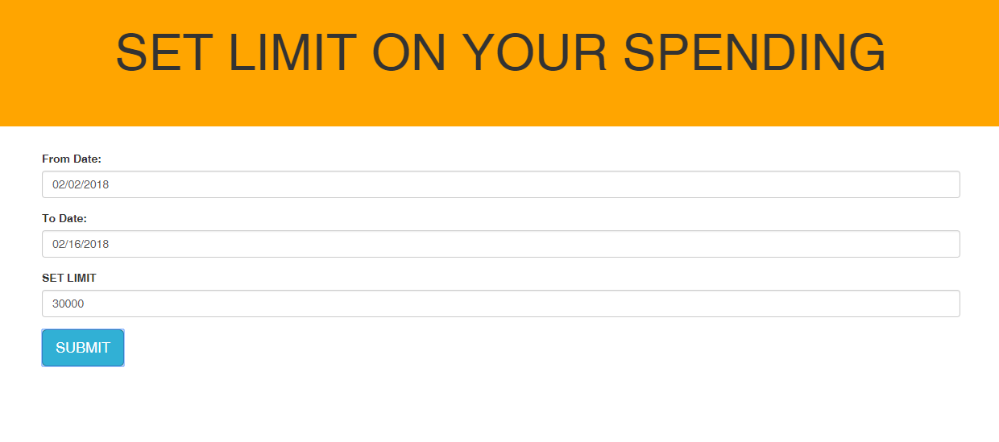 SET LIMIT ON YOUR SPENDING
From Date:
02/02/2018
To Date:
02/16/2018
SET LIMIT
30000
SUBMIT